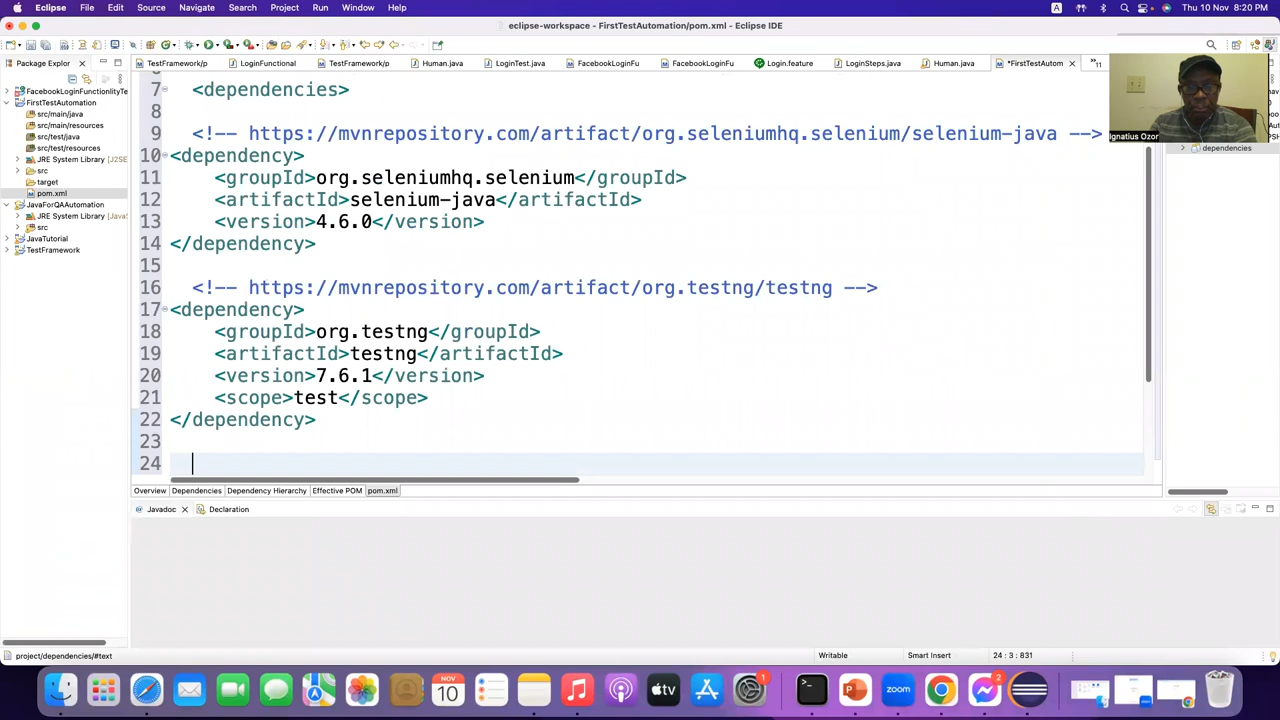 Eclipse File Edit Source Navigate Search Project Run Window Help
A
Thu 10 Nov 8:20 PM
eclipse-workspace - FirstTestAutomation/pom.xml - Eclipse IDE
Package Explor
TestFramework/p
LoginFunctional
TestFramework/p
Human.java
LoginTest.java
FacebookLoginFu
FacebookLoginFu
Login.feature
LoginSteps.java
Human.java
*FirstTestAutom
11
FacebookLoginFunctionlityTe
FirstTestAutomation
src/main/java
src/main/resources
src/test/java
src/test/resources
JRE System Library [J2SE
src
target
pom.xml
JavaForQAAutomation
JRE System Library [JavaS
src
JavaTutorial
TestFramework
7 <dependencies>
8
9 <!-- https://mvnrepository.com/artifact/org.seleniumhq.selenium/selenium-java -->
10 <dependency>
11 <groupId>org.seleniumhq.selenium</groupId>
12 <artifactId>selenium-java</artifactId>
13 <version>4.6.0</version>
14 </dependency>
15
16 <!-- https://mvnrepository.com/artifact/org.testng/testng -->
17 <dependency>
18 <groupId>org.testng</groupId>
19 <artifactId>testng</artifactId>
20 <version>7.6.1</version>
21 <scope>test</scope>
22 </dependency>
23
24
Ignatius Ozor
dependencies
Overview Dependencies Dependency Hierarchy Effective POM pom.xml
Javadoc Declaration
project/dependencies/#text
Writable
Smart Insert
24 : 3 : 831
NOV
10
tv
1
zoom
2